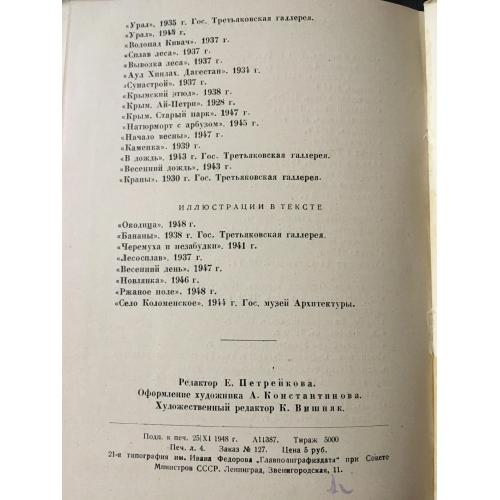 «Урал», 1935 г. Гос. Третьяковская галлерея.
«Урал», 1948 г.
«Водопад Кивач». 1937 г.
«Сплав леса». 1937 г.
«Вывозка леса». 1937 г.
«Аул Хиндах. Дагестан». 1934 г.
«Сунастрой». 1937 г.
«Крымский этюд». 1938 г.
«Крым. Ай-Петри». 1928 г.
«Крым. Старый парк». 1947 г.
«Натюрморт с арбузом». 1945 г.
«Начало весны». 1947 г.
«Каменка». 1939 г.
«В дождь». 1943 г. Гос. Третьяковская галлерея.
«Весенний дождь». 1943 г.
«Краны», 1930 г. Гос. Третьяковская галлерея.
ИЛЛЮСТРАЦИИ В ТЕКСТЕ
«Околица». 1948 г.
«Бананы». 1938 г. Гос. Третьяковская галлерея.
«Черемуха и незабудки». 1941 г.
«Лесосплав». 1937 г.
«Весенний день». 1947 г.
«Новлянка». 1946 г.
«Ржаное поле». 1948 г.
«Село Коломенское». 1944 г. Гос. музей Архитектуры.
Редактор Е. Петрейкова.
Оформление художника А. Константинова.
Художественный редактор К. Вишняк.
Подп. к печ. 25|XI 1948 г. А11387. Тираж 5000
Печ. л. 4. Заказ № 127. Цена 5 руб.
21-я типография им. Ивана Федорова „Главполиграфиздата" при Совете
Министров СССР. Ленинград, Звенигородская, 11.